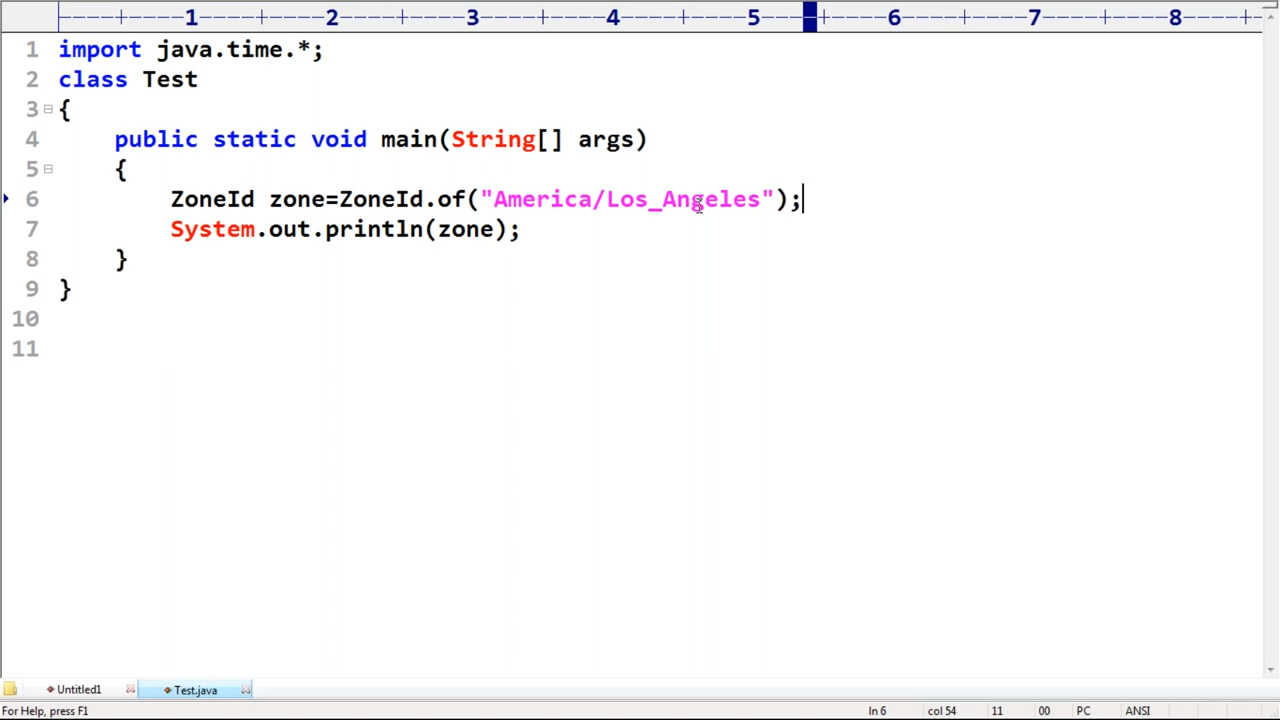 1 2 3 4 5 6 7 8
1 import java.time.*;
2 class Test
3 {
4 public static void main(String[] args)
5 {
6 ZoneId zone=ZoneId.of("America/Los_Angeles");
7 System.out.println(zone);
8 }
9 }
10
11
Untitled1 Test.java
For Help, press F1 ln 6 col 54 11 00 PC ANSI